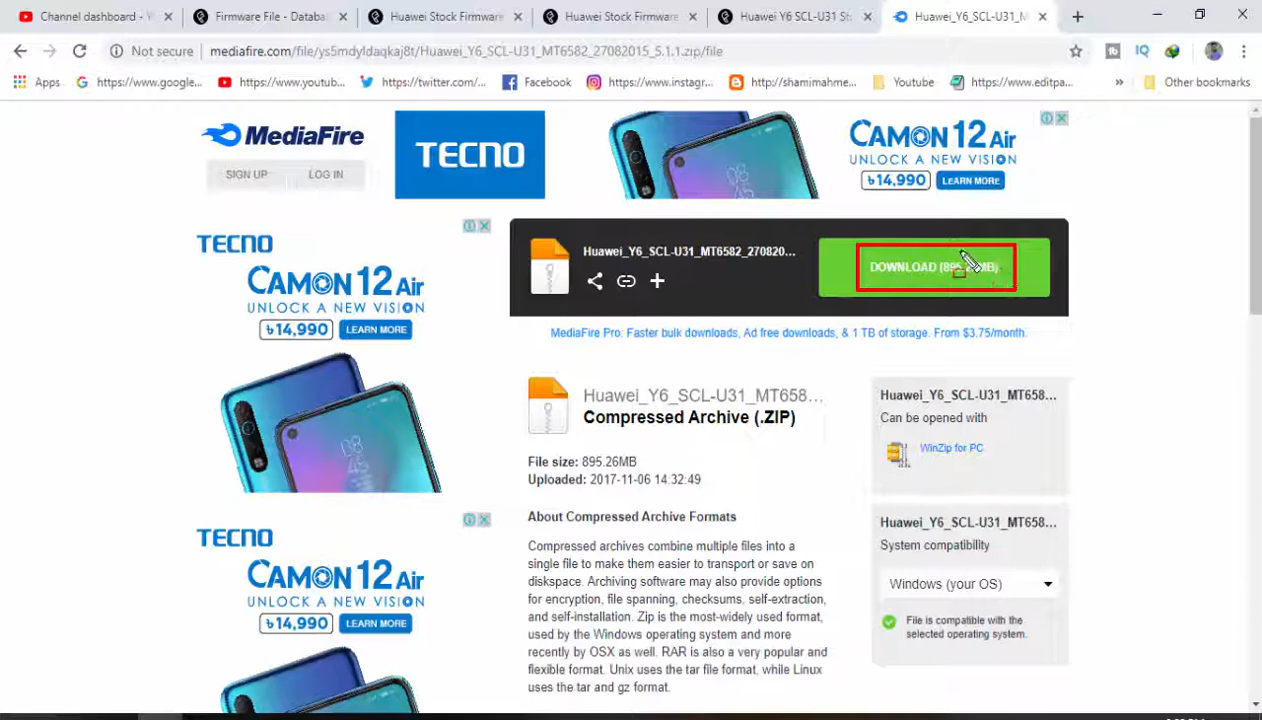 Channel dashboard -
Firmware File - Databa
Huawei Stock Firmware
Huawei Stock Firmware
Huawei Y6 SCL-U31 St
Huawei_Y6_SCL-U31_M
Not secure
mediafire.com/file/ys5mdyldaqkaj8t/Huawei_Y6_SCL-U31_MT6582_27082015_5.1.1.zip/file
IQ
Apps
https://www.google...
https://www.youtub...
https://twitter.com/...
Facebook
https://www.instagr...
http://shamimahme...
Youtube
https://www.editpa...
»
Other bookmarks
MediaFire
SIGN UP
LOG IN
TECNO
CAMON 12 Air
UNLOCK A NEW VISION
৳14,990
LEARN MORE
TECNO
CAMON 12 Air
UNLOCK A NEW VISION
৳14,990
LEARN MORE
08
45
Huawei_Y6_SCL-U31_MT6582_270820...
DOWNLOAD
MediaFire Pro: Faster bulk downloads, Ad free downloads, & 1 TB of storage. From $3.75/month.
Huawei_Y6_SCL-U31_MT658...
Compressed Archive (.ZIP)
File size: 895.26MB
Uploaded: 2017-11-06 14:32:49
About Compressed Archive Formats
Compressed archives combine multiple files into a
single file to make them easier to transport or save on
diskspace. Archiving software may also provide options
for encryption, file spanning, checksums, self-extraction,
and self-installation. Zip is the most-widely used format,
used by the Windows operating system and more
recently by OSX as well. RAR is also a very popular and
flexible format. Unix uses the tar file format, while Linux
uses the tar and gz format.
Huawei_Y6_SCL-U31_MT658...
Can be opened with
WinZip for PC
Huawei_Y6_SCL-U31_MT658...
System compatibility
Windows (your OS)
File is compatible with the
selected operating system.
TECNO
CAMON 12 Air
UNLOCK A NEW VISION
৳14,990
LEARN MORE